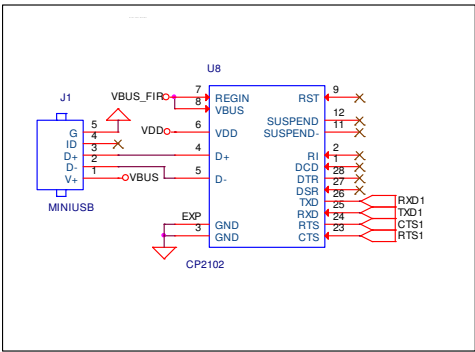 U8
J1
VBUS_FIR
7
REGIN
8
VBUS
VDD
6
VDD
4
D+
5
D-
EXP
GND
3
GND
CP2102
5
G
4
ID
3
D+
2
D-
1
V+
VBUS
MINIUSB
RST
9
SUSPEND
12
SUSPEND-
11
RI
2
DCD
1
DTR
28
DSR
27
TXD
26
RXD1
RXD
25
TXD1
RTS
24
CTS1
CTS
23
RTS1